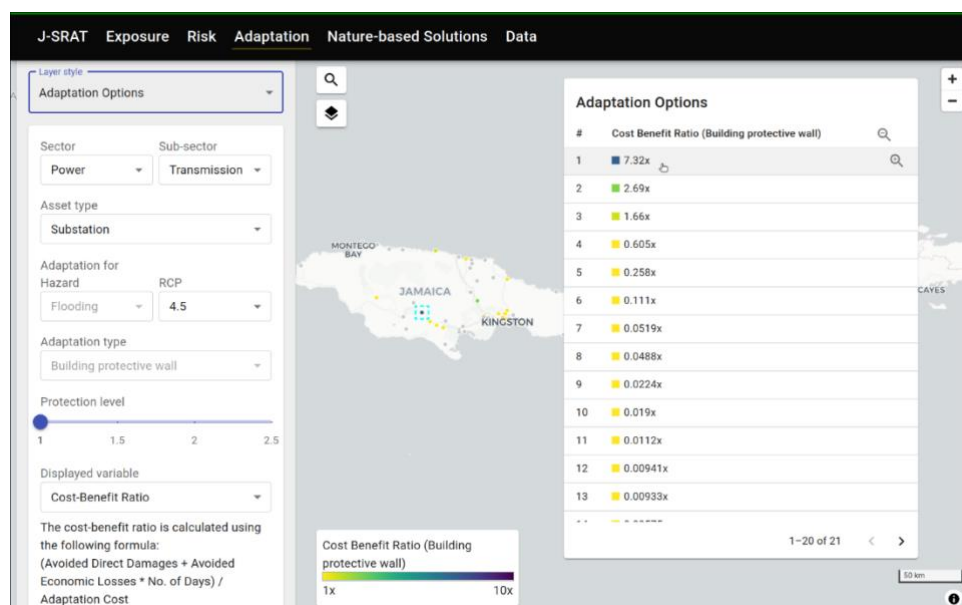 J-SRAT Exposure Risk Adaptation Nature-based Solutions Data
Layer style
Adaptation Options
Sector Sub-sector
Power Transmission
Asset type
Substation
Adaptation for
Hazard RCP
Flooding 4.5
Adaptation type
Building protective wall
Protection level
1 1.5 2 2.5
Displayed variable
Cost-Benefit Ratio
The cost-benefit ratio is calculated using
the following formula:
(Avoided Direct Damages + Avoided
Economic Losses * No. of Days) /
Adaptation Cost
MONTEGO
BAY
JAMAICA
KINGSTON
CAYES
Adaptation Options
# Cost Benefit Ratio (Building protective wall)
1 7.32x
2 2.69x
3 1.66x
4 0.605x
5 0.258x
6 0.111x
7 0.0519x
8 0.0488x
9 0.0224x
10 0.019x
11 0.0112x
12 0.00941x
13 0.00933x
1–20 of 21
Cost Benefit Ratio (Building
protective wall)
1x 10x
50 km